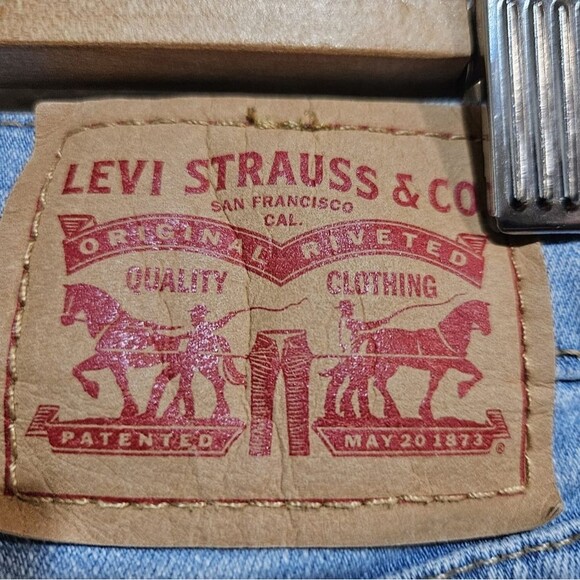 LEVI STRAUSS & CO
SAN FRANCISCO
CAL.
ORIGINAL RIVETED
QUALITY CLOTHING
PATENTED MAY 20 1873
®